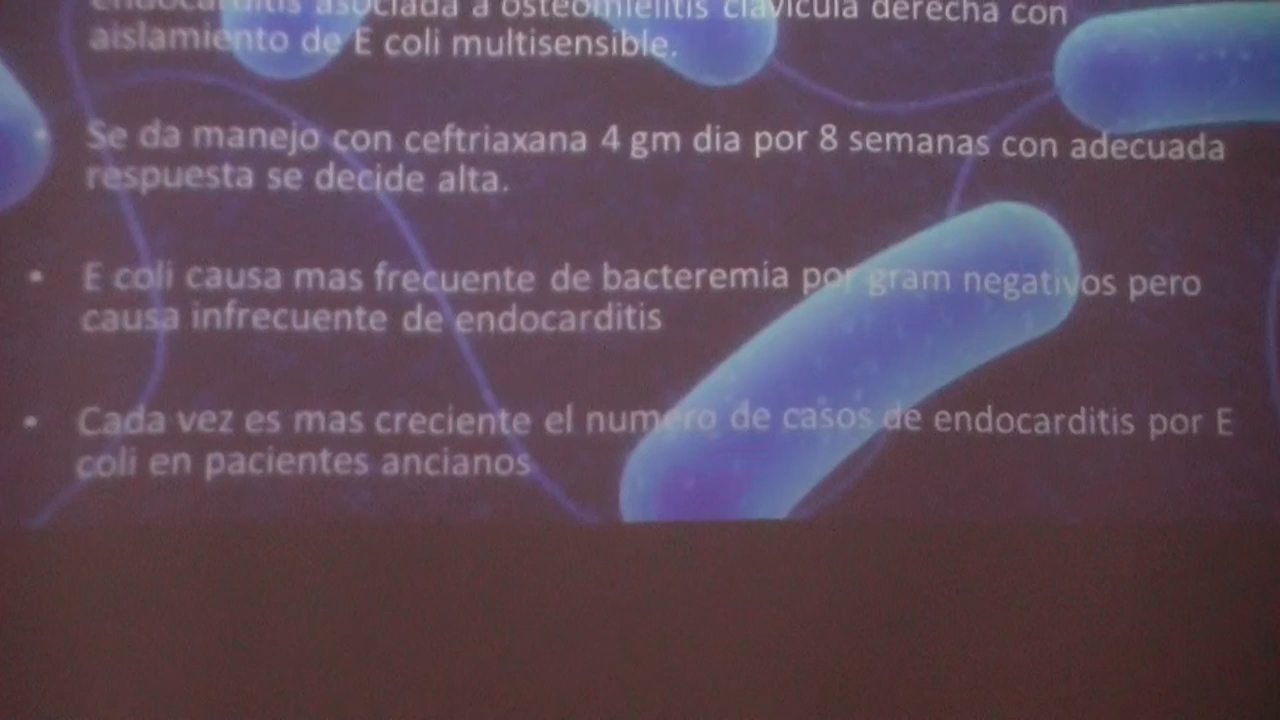 endocarditis asociada a osteomielitis clavicula derecha con
aislamiento de E coli multisensible.
Se da manejo con ceftriaxana 4 gm dia por 8 semanas con adecuada
respuesta se decide alta.
• E coli causa mas frecuente de bacteremia por gram negativos pero
causa infrecuente de endocarditis
• Cada vez es mas creciente el numero de casos de endocarditis por E
coli en pacientes ancianos